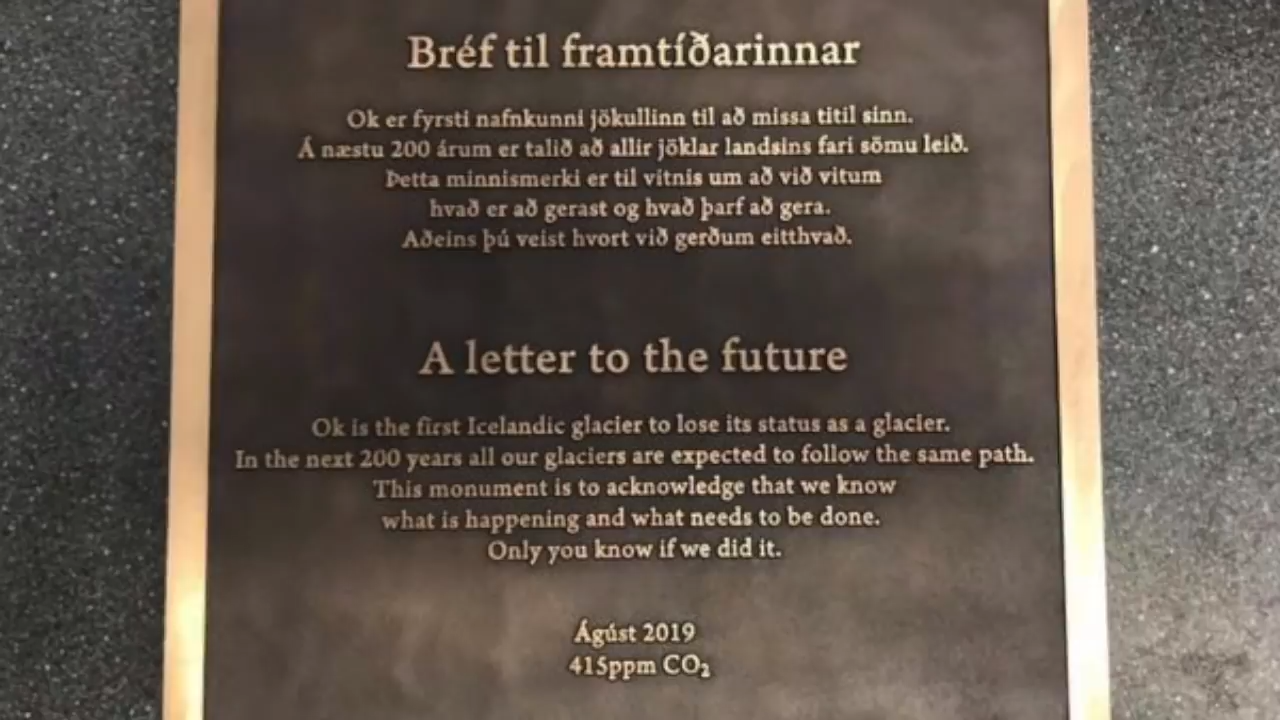 Bréf til framtíðarinnar
Ok er fyrsti nafnkunni jökullinn til að missa titil sinn.
Á næstu 200 árum er talið að allir jöklar landsins fari sömu leið.
Þetta minnismerki er til vitnis um að við vitum
hvað er að gerast og hvað þarf að gera.
Aðeins þú veist hvort við gerðum eitthvað.
A letter to the future
Ok is the first Icelandic glacier to lose its status as a glacier.
In the next 200 years all our glaciers are expected to follow the same path.
This monument is to acknowledge that we know
what is happening and what needs to be done.
Only you know if we did it.
Ágúst 2019
415ppm CO₂